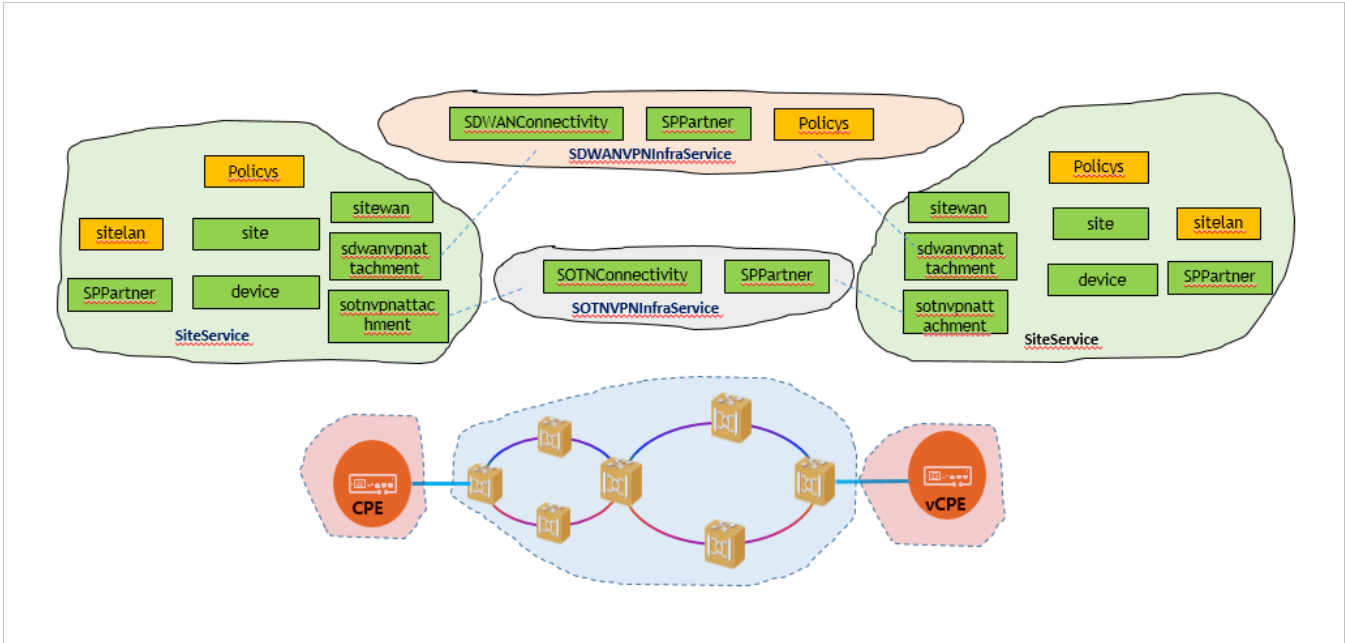 SDWANConnectivity
SPPartner
Policys
SDWANVPNInfraService
Policys
sitewan
sitelan
site
sdwanvpnat
tachment
SPPartner
device
sotnvpnattac
hment
SiteService
SOTNConnectivity
SPPartner
SOTNVPNInfraService
Policys
sitewan
site
sitelan
sdwanvpnat
tachment
device
SPPartner
sotnvpnatt
achment
SiteService
CPE
vCPE